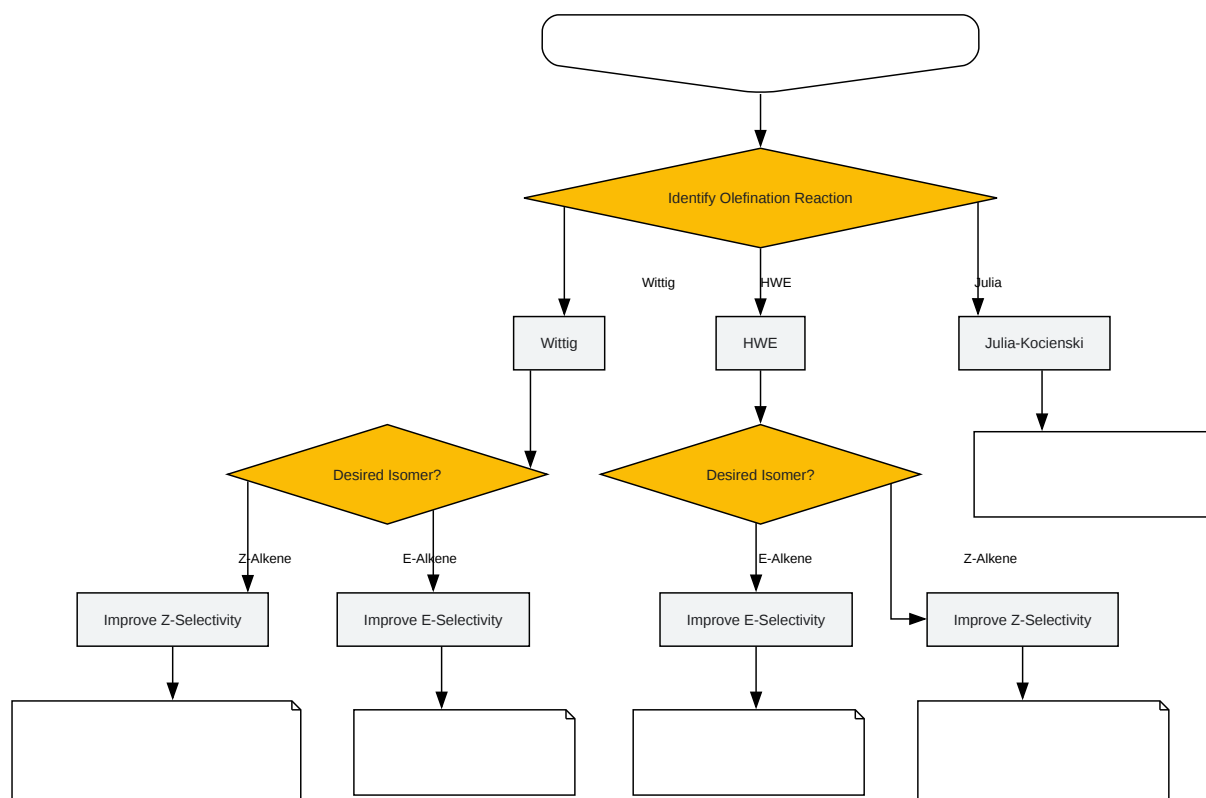 Identify Olefination Reaction
Wittig
HWE
Julia
Wittig
HWE
Julia-Kocienski
Desired Isomer?
Desired Isomer?
Z-Alkene
E-Alkene
E-Alkene
Z-Alkene
Improve Z-Selectivity
Improve E-Selectivity
Improve E-Selectivity
Improve Z-Selectivity